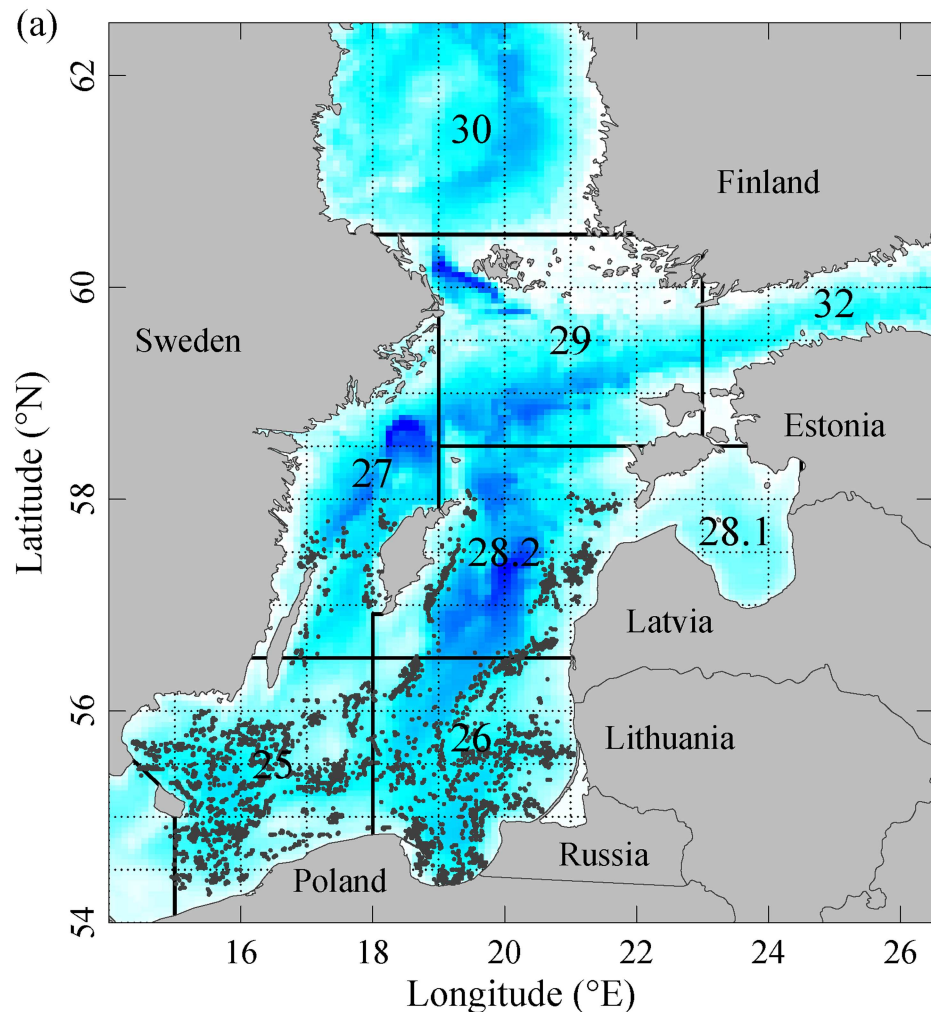 (a)
62
30
Finland
60
32
Sweden
29
Estonia
27
58
28.2
28.1
Latvia
56
Lithuania
26
25
Russia
Poland
54
16
18
20
22
24
26
Latitude (°N)
Longitude (°E)